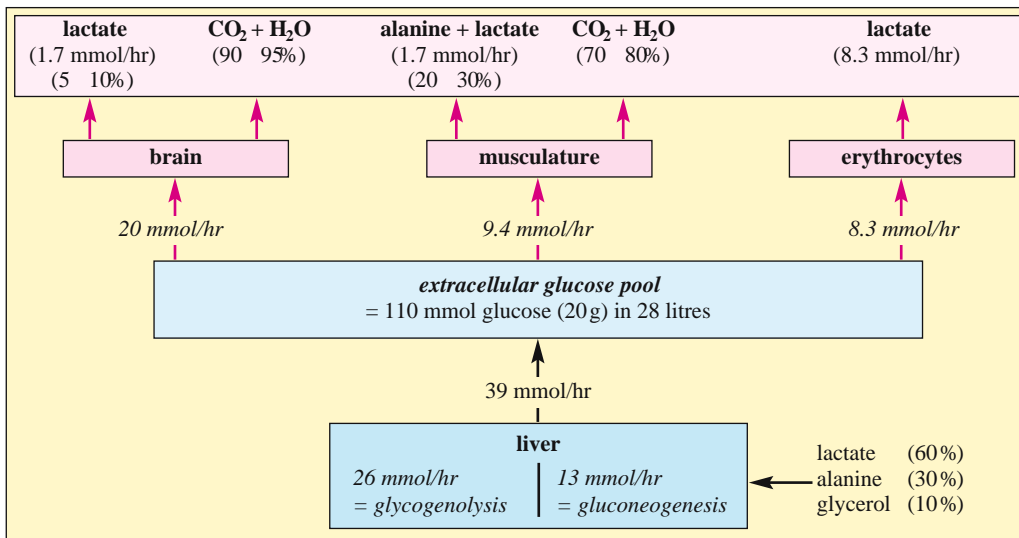 lactate
(1.7 mmol/hr)
(5 10%)
CO₂ + H₂O
(90 95%)
alanine + lactate
(1.7 mmol/hr)
(20 30%)
CO₂ + H₂O
(70 80%)
lactate
(8.3 mmol/hr)
brain
musculature
erythrocytes
20 mmol/hr
9.4 mmol/hr
8.3 mmol/hr
extracellular glucose pool
= 110 mmol glucose (20 g) in 28 litres
39 mmol/hr
liver
26 mmol/hr
= glycogenolysis
13 mmol/hr
= gluconeogenesis
lactate (60%)
alanine (30%)
glycerol (10%)